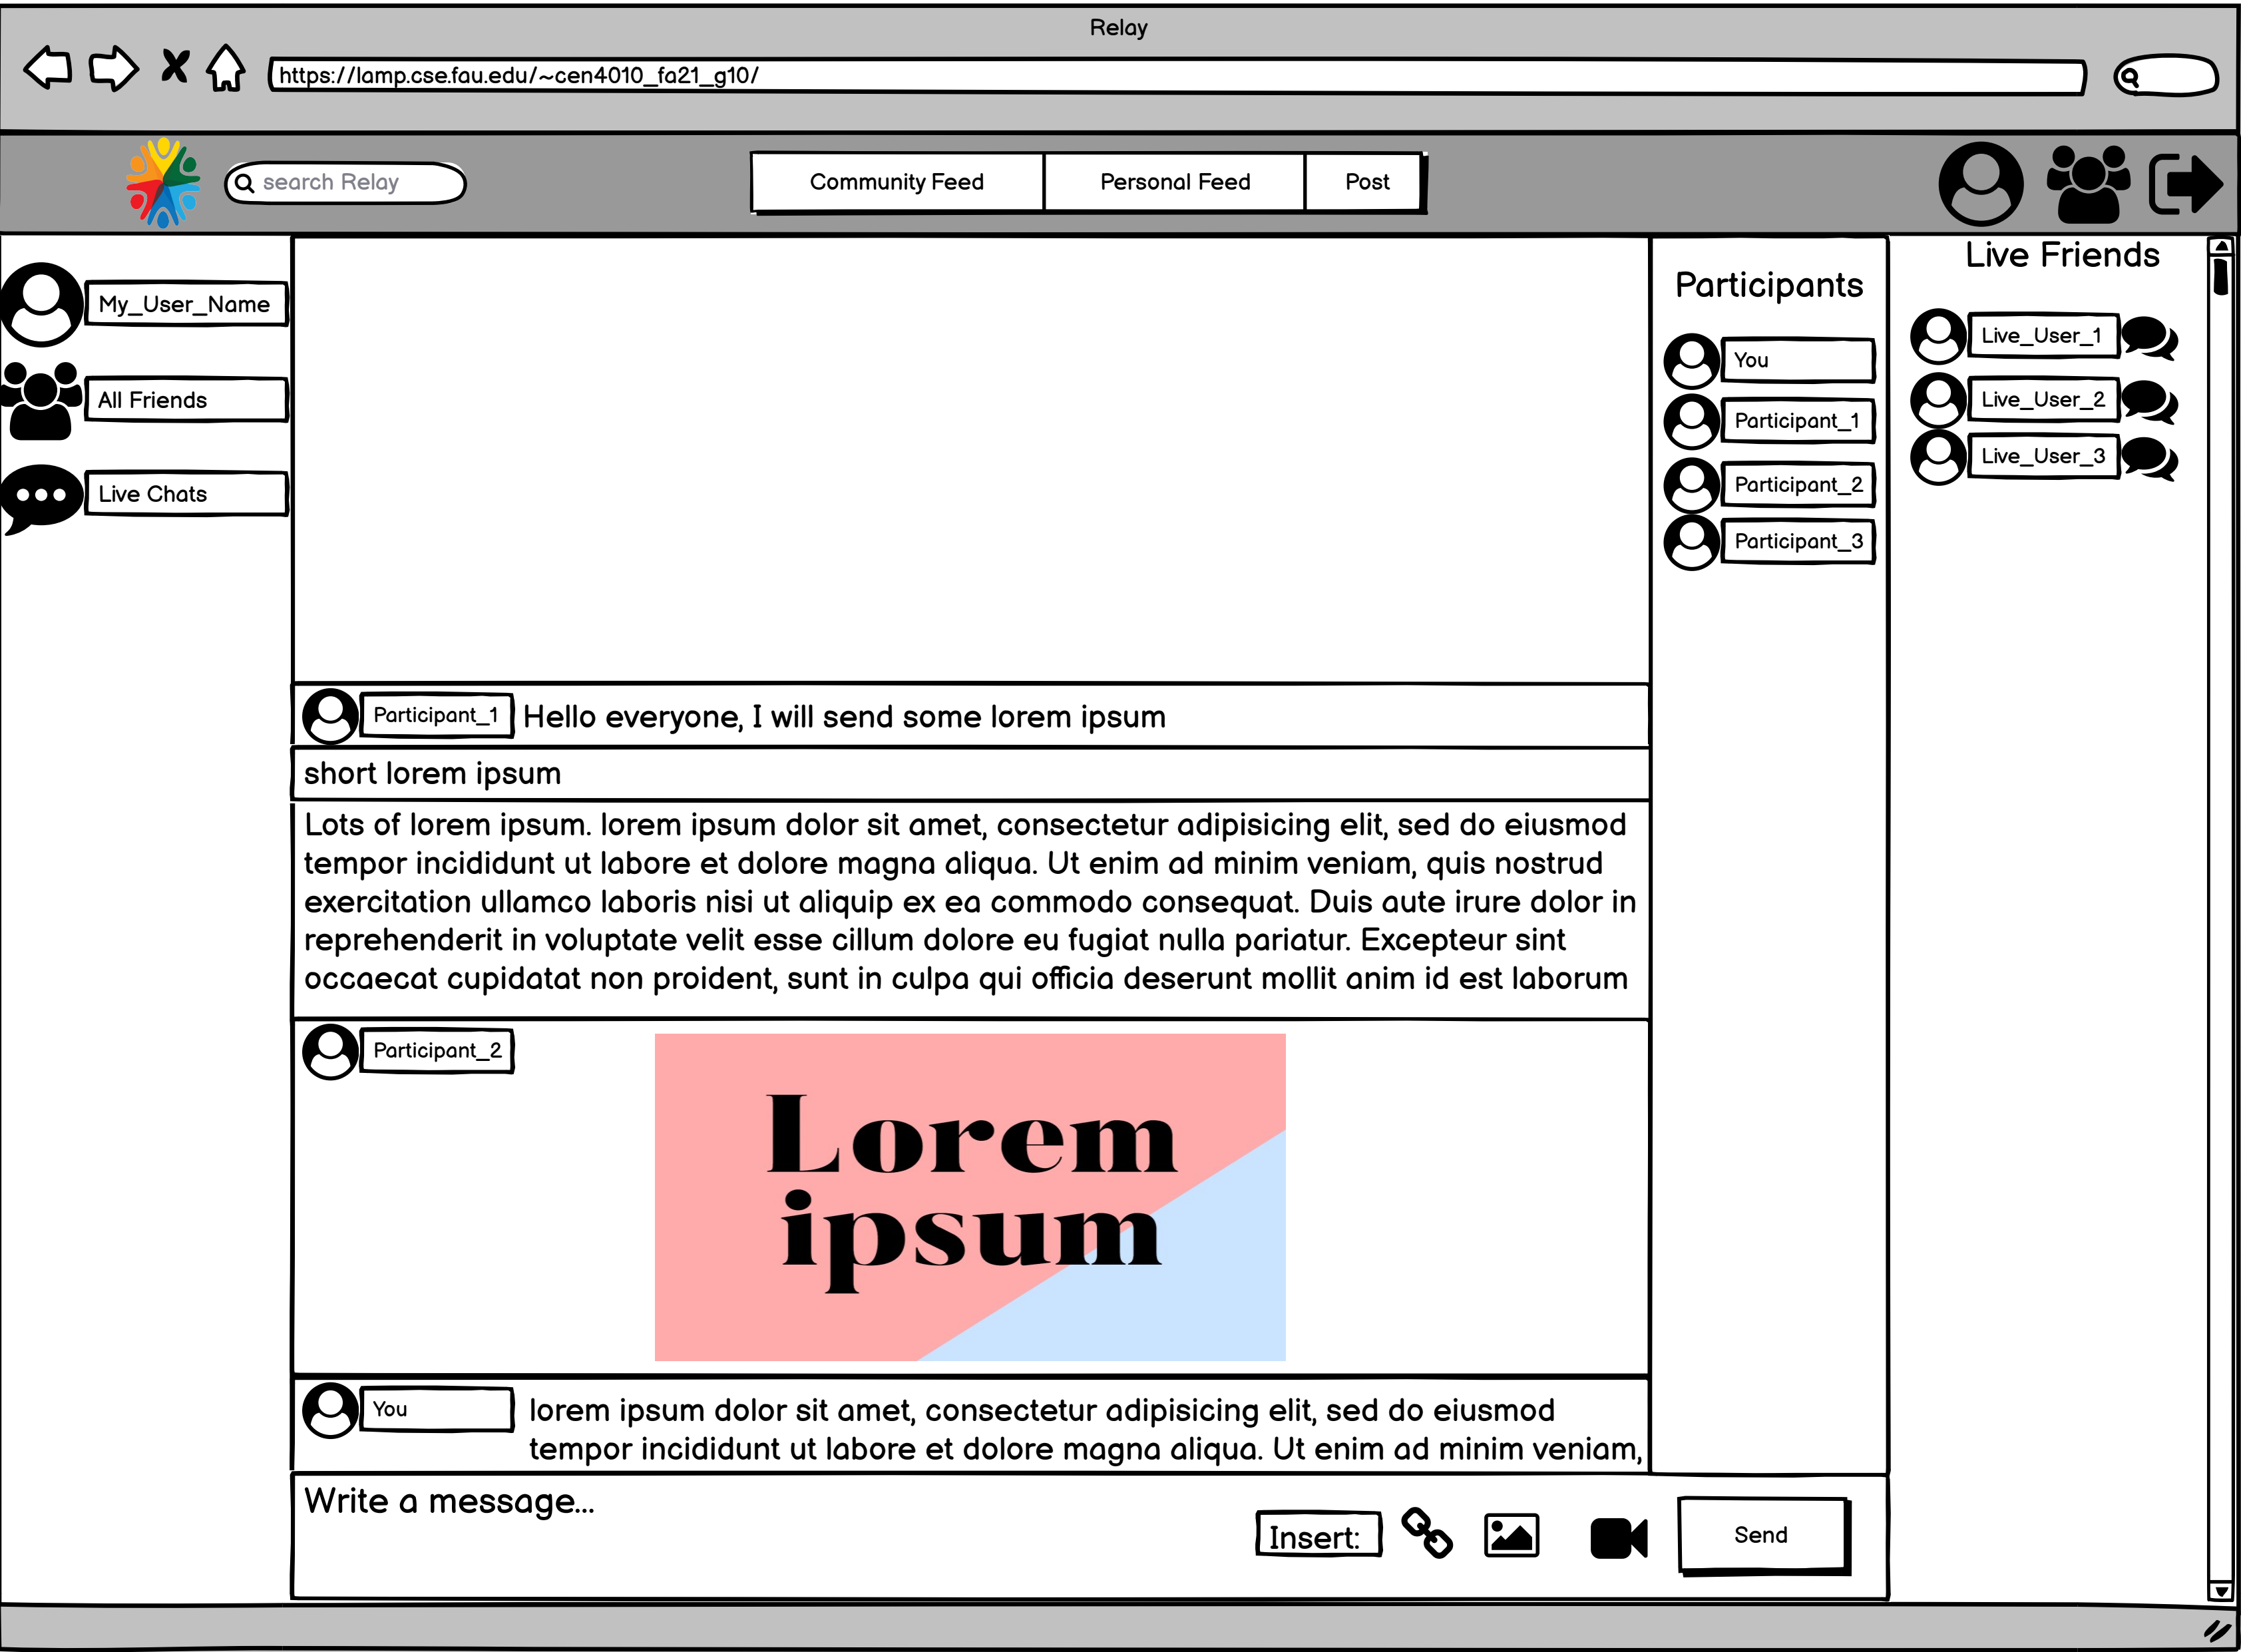 Relay
https://lamp.cse.fau.edu/~cen4010_fa21_g10/
search Relay
Community Feed
Personal Feed
Post
My_User_Name
All Friends
Live Chats
Participants
You
Participant_1
Participant_2
Participant_3
Live Friends
Live_User_1
Live_User_2
Live_User_3
Participant_1 Hello everyone, I will send some lorem ipsum
short lorem ipsum
Lots of lorem ipsum. lorem ipsum dolor sit amet, consectetur adipisicing elit, sed do eiusmod
tempor incididunt ut labore et dolore magna aliqua. Ut enim ad minim veniam, quis nostrud
exercitation ullamco laboris nisi ut aliquip ex ea commodo consequat. Duis aute irure dolor in
reprehenderit in voluptate velit esse cillum dolore eu fugiat nulla pariatur. Excepteur sint
occaecat cupidatat non proident, sunt in culpa qui officia deserunt mollit anim id est laborum
Participant_2
Lorem
ipsum
You lorem ipsum dolor sit amet, consectetur adipisicing elit, sed do eiusmod
tempor incididunt ut labore et dolore magna aliqua. Ut enim ad minim veniam,
Write a message...
Insert:
Send